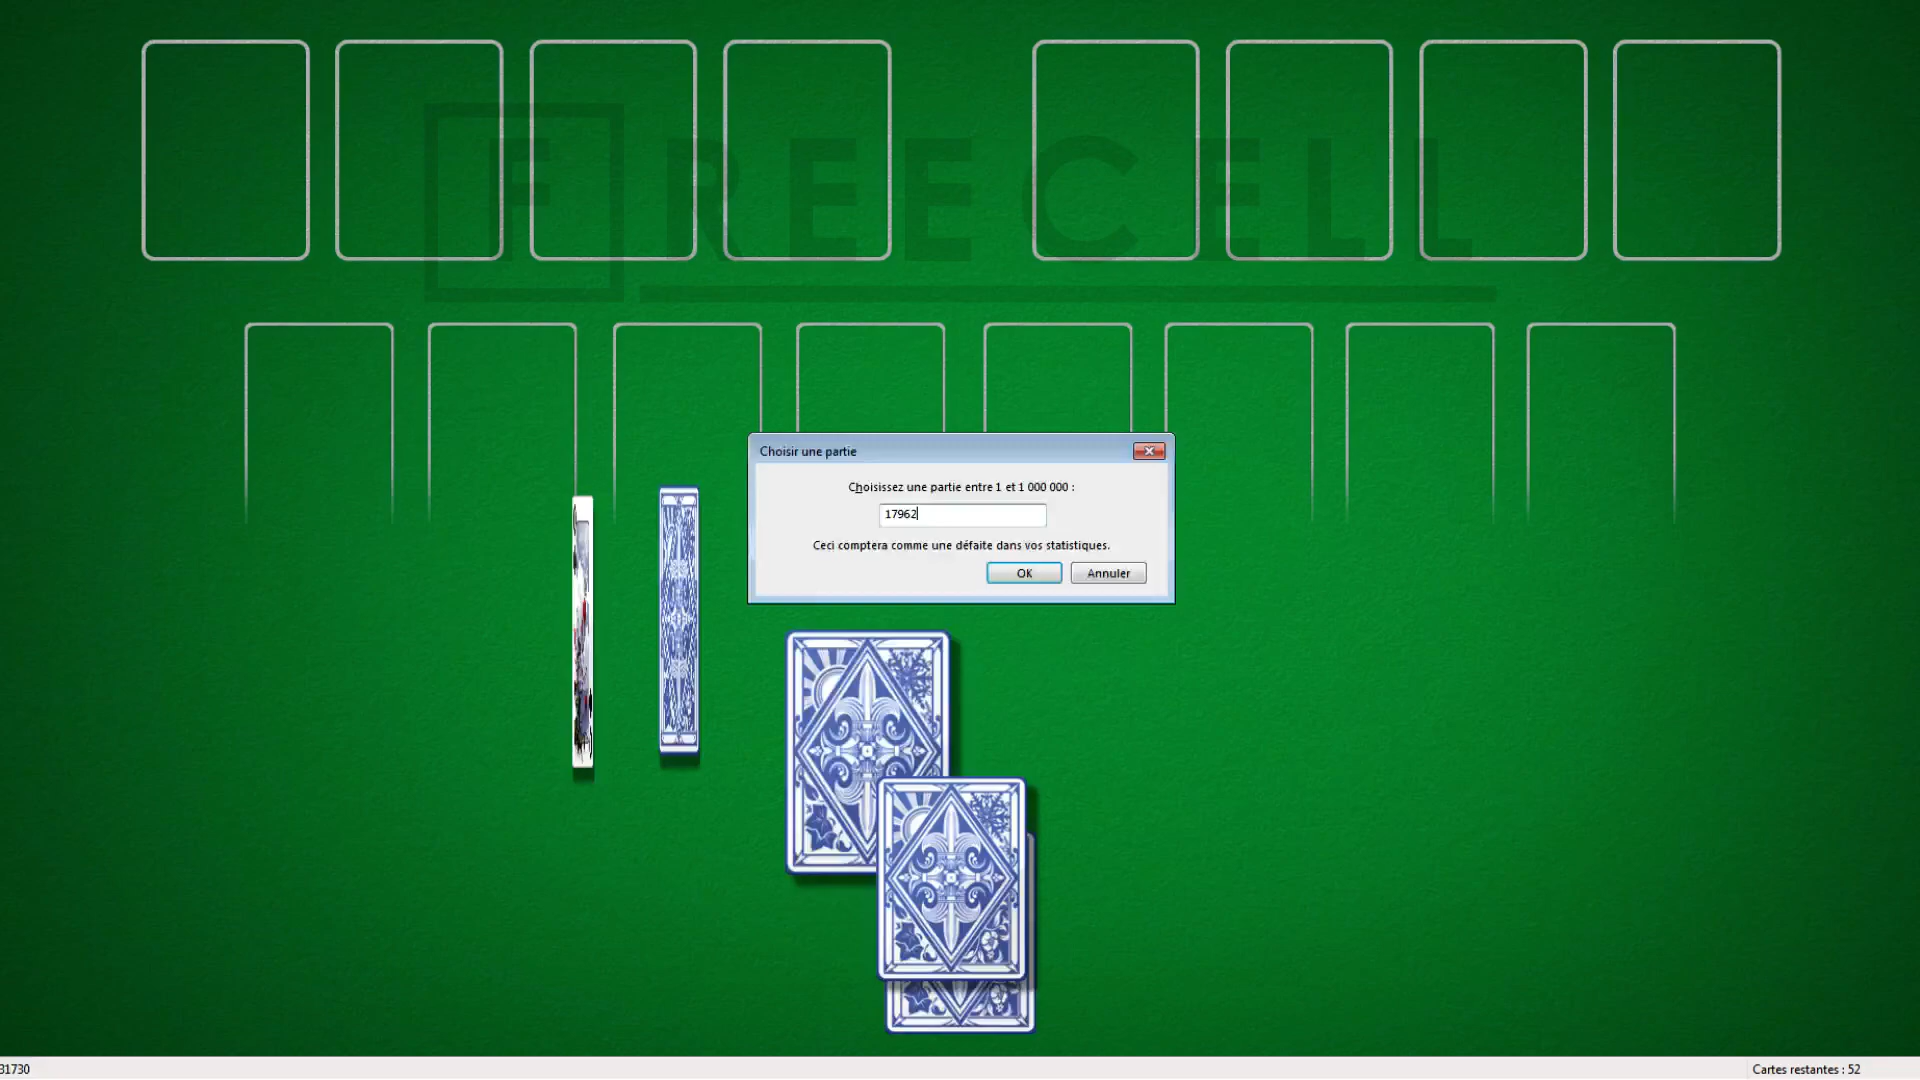 FREECELL
Choisir une partie
Choisissez une partie entre 1 et 1 000 000 :
17962
Ceci comptera comme une défaite dans vos statistiques.
OK Annuler
31730 Cartes restantes : 52